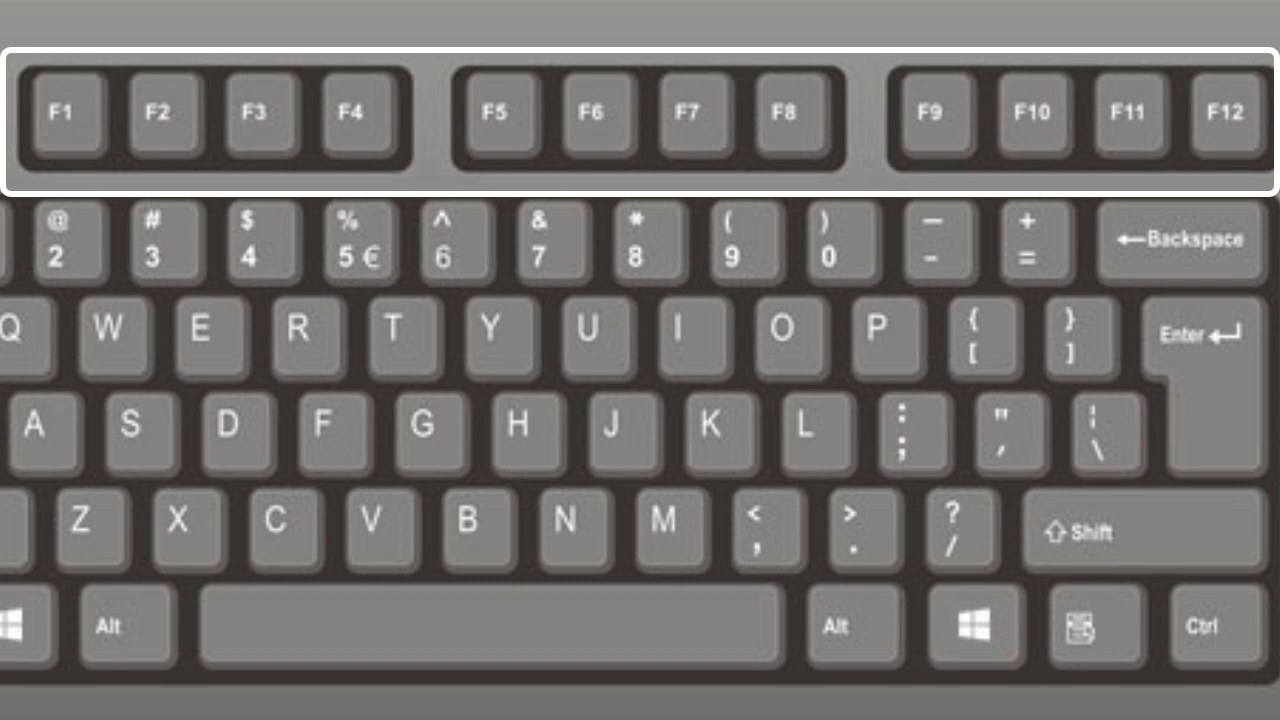 F1 F2 F3 F4 F5 F6 F7 F8 F9 F10 F11 F12
@ # $ % ^ & * ( ) — +
2 3 4 5 € 6 7 8 9 0 - = ←Backspace
Q W E R T Y U I O P { }
[ ] Enter
A S D F G H J K L : " ¦
; ' \
Z X C V B N M < > ?
, . / ⇧ Shift
Alt Alt Ctrl